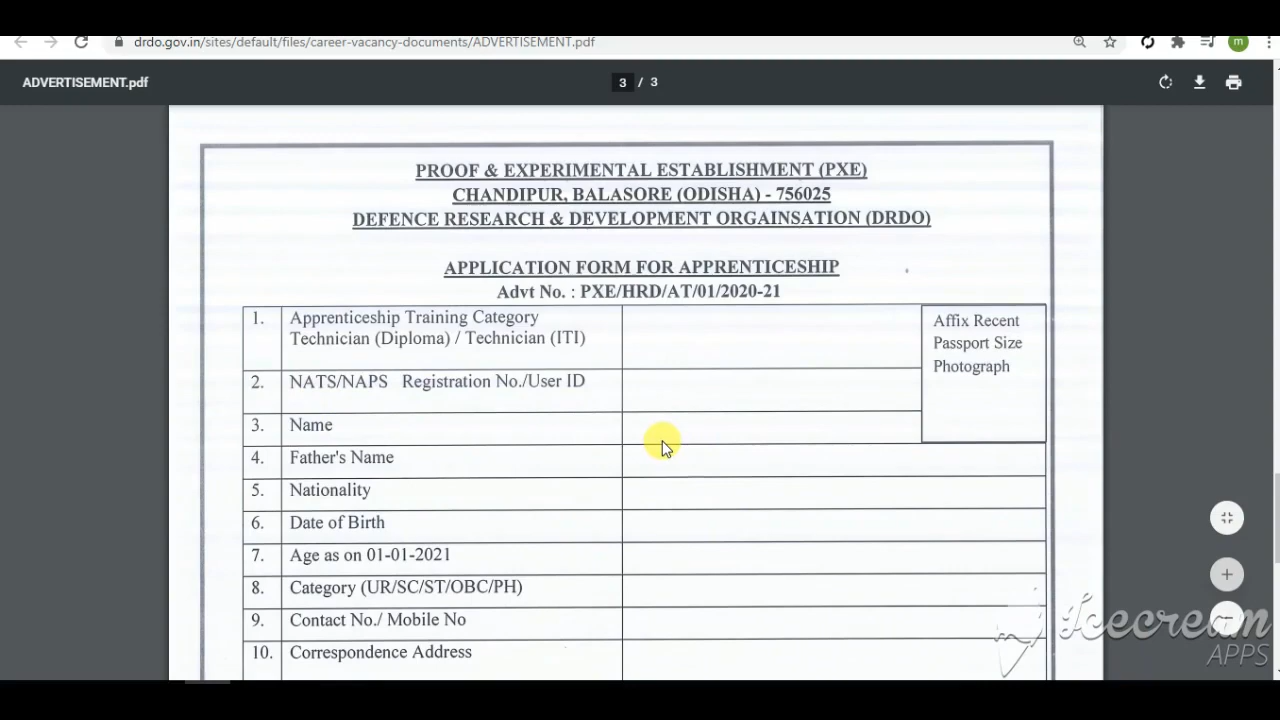 drdo.gov.in/sites/default/files/career-vacancy-documents/ADVERTISEMENT.pdf
m
ADVERTISEMENT.pdf
3 / 3
PROOF & EXPERIMENTAL ESTABLISHMENT (PXE)
CHANDIPUR, BALASORE (ODISHA) - 756025
DEFENCE RESEARCH & DEVELOPMENT ORGAINSATION (DRDO)
APPLICATION FORM FOR APPRENTICESHIP
Advt No. : PXE/HRD/AT/01/2020-21
1. Apprenticeship Training Category
Technician (Diploma) / Technician (ITI)
Affix Recent
Passport Size
Photograph
2. NATS/NAPS Registration No./User ID
3. Name
4. Father's Name
5. Nationality
6. Date of Birth
7. Age as on 01-01-2021
8. Category (UR/SC/ST/OBC/PH)
9. Contact No./ Mobile No
10. Correspondence Address
Icecream
APPS